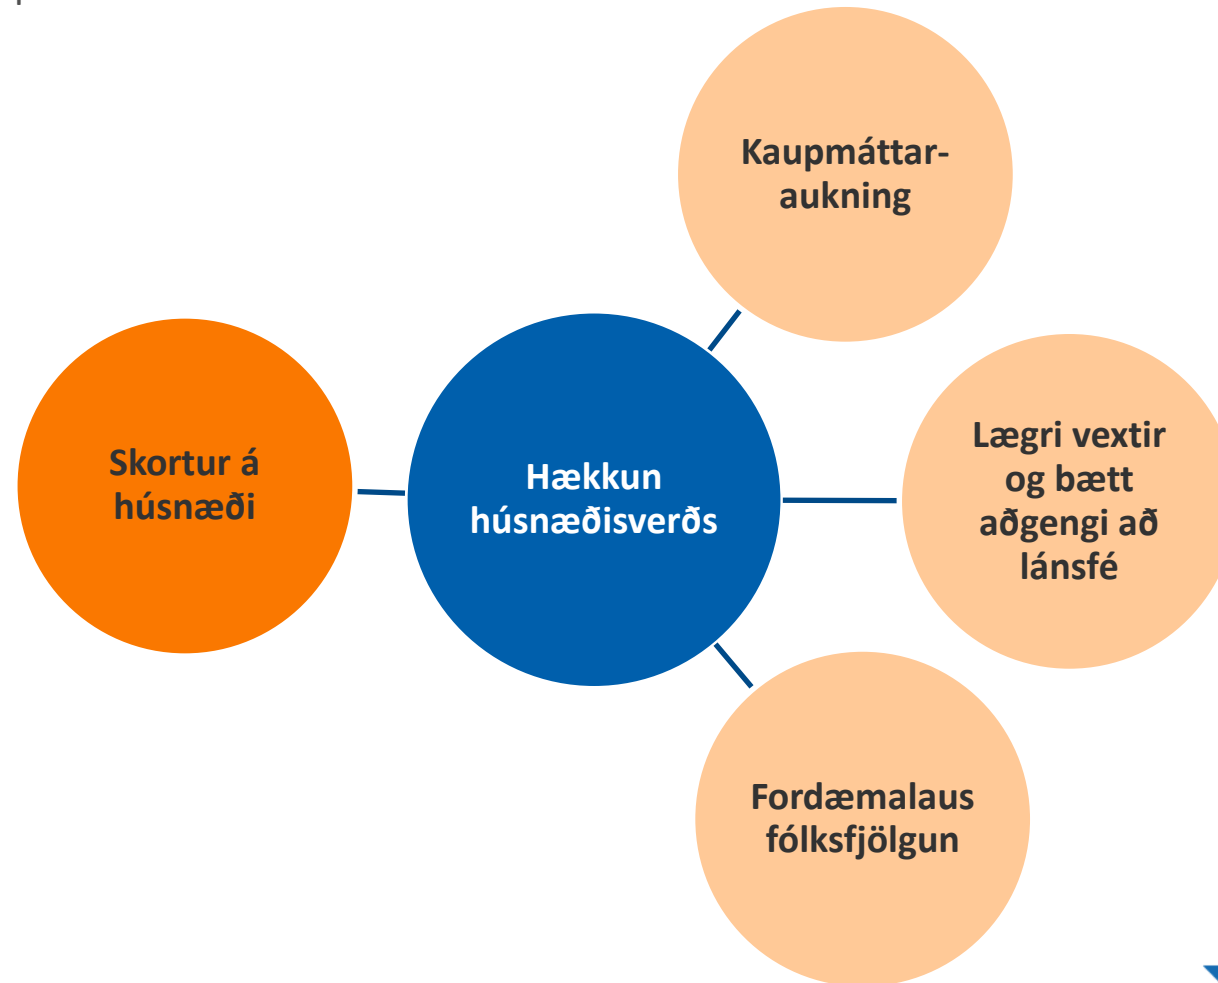 Kaupmáttar-
aukning
Skortur á
húsnæði
Hækkun
húsnæðisverðs
Lægri vextir
og bætt
aðgengi að
lánsfé
Fordæmalaus
fólksfjölgun